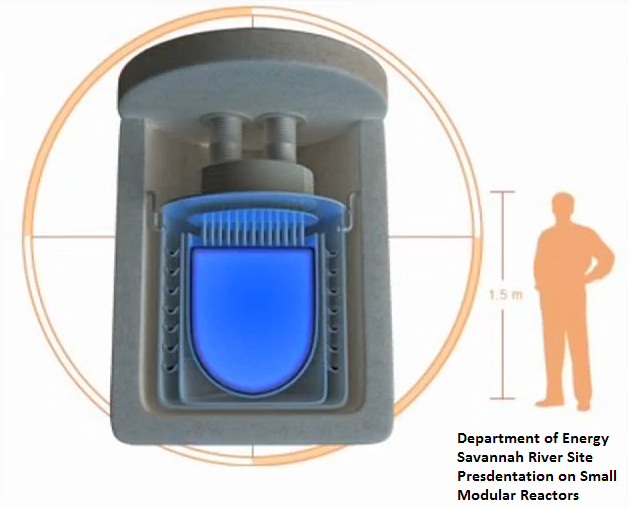 1.5 m
Department of Energy
Savannah River Site
Presdentation on Small
Modular Reactors